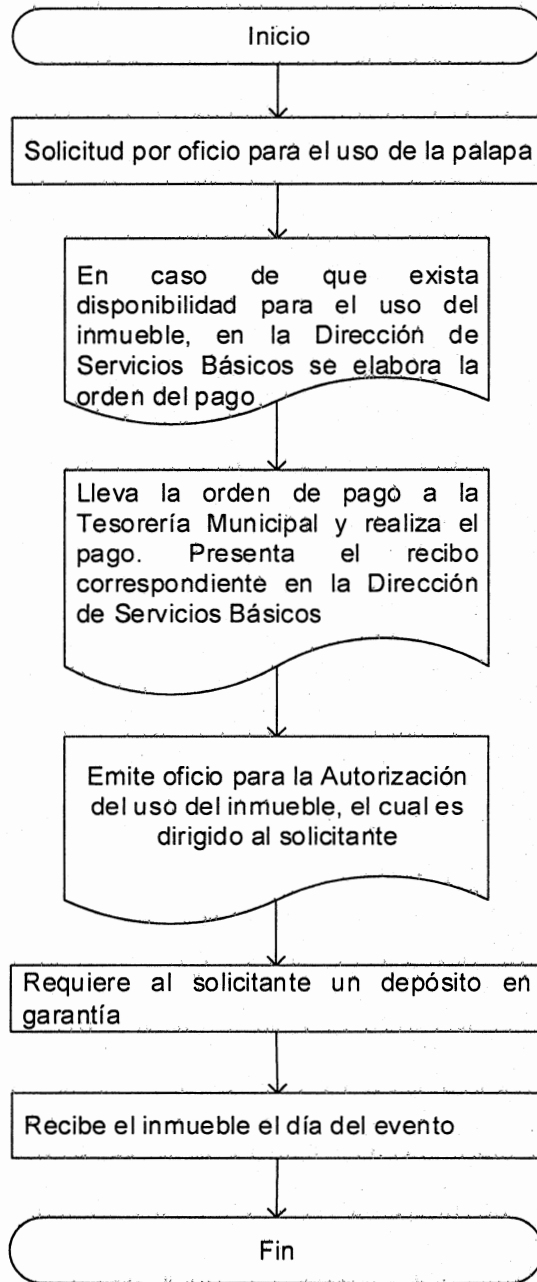 Inicio
Solicitud por oficio para el uso de la palapa
En caso de que exista
disponibilidad para el uso del
inmueble, en la Dirección de
Servicios Básicos se elabora la
orden del pago
Lleva la orden de pago a la
Tesorería Municipal y realiza el
pago. Presenta el recibo
correspondiente en la Dirección
de Servicios Básicos
Emite oficio para la Autorización
del uso del inmueble, el cual es
dirigido al solicitante
Requiere al solicitante un depósito en
garantía
Recibe el inmueble el día del evento
Fin